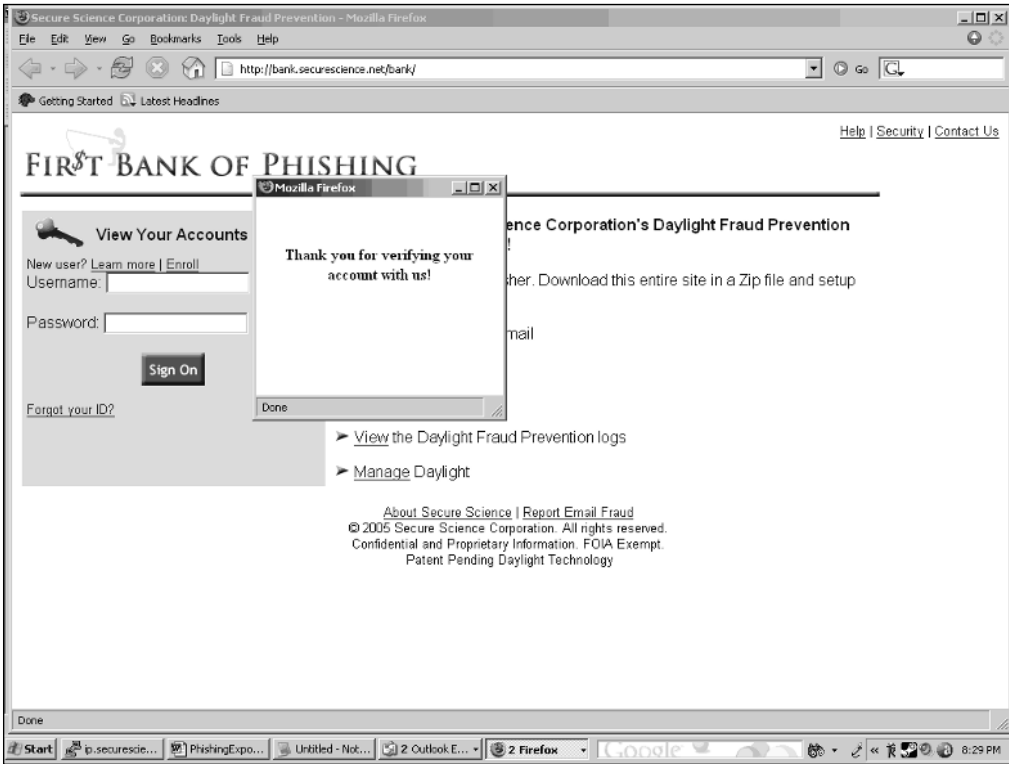 Secure Science Corporation: Daylight Fraud Prevention - Mozilla Firefox
File Edit View Go Bookmarks Tools Help
http://bank.securescience.net/bank/
Go
G
Getting Started Latest Headlines
Help | Security | Contact Us
FIR$T BANK OF PHISHING
Mozilla Firefox
Thank you for verifying your
account with us!
Done
View Your Accounts
New user? Learn more | Enroll
Username:
Password:
Sign On
Forgot your ID?
ence Corporation's Daylight Fraud Prevention
!
sher. Download this entire site in a Zip file and setup
mail
➤ View the Daylight Fraud Prevention logs
➤ Manage Daylight
About Secure Science | Report Email Fraud
© 2005 Secure Science Corporation. All rights reserved.
Confidential and Proprietary Information. FOIA Exempt.
Patent Pending Daylight Technology
Done
Start ip.securescie... PhishingExpo... Untitled - Not... 2 Outlook E... 2 Firefox Google 8:29 PM